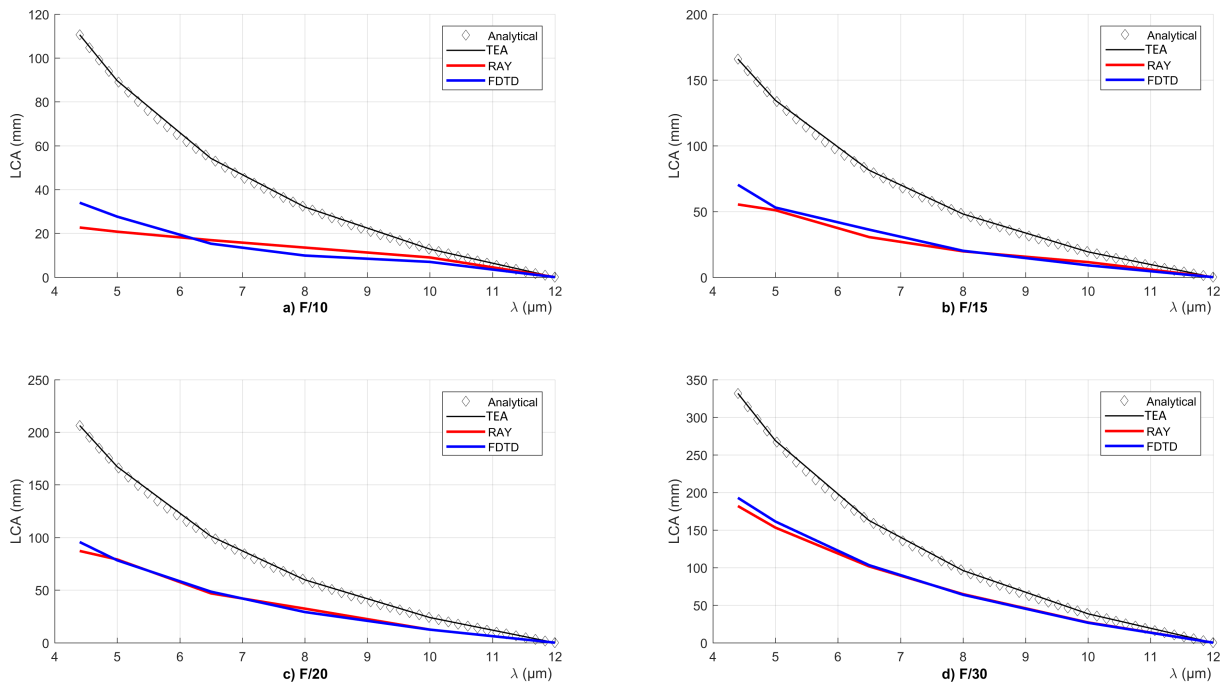 120
100
80
60
40
20
0
LCA (mm)
Analytical
TEA
RAY
FDTD
4 5 6 7 8 9 10 11 12
a) F/10
λ (μm)
200
150
100
50
0
LCA (mm)
Analytical
TEA
RAY
FDTD
4 5 6 7 8 9 10 11 12
b) F/15
λ (μm)
250
200
150
100
50
0
LCA (mm)
Analytical
TEA
RAY
FDTD
4 5 6 7 8 9 10 11 12
c) F/20
λ (μm)
350
300
250
200
150
100
50
0
LCA (mm)
Analytical
TEA
RAY
FDTD
4 5 6 7 8 9 10 11 12
d) F/30
λ (μm)